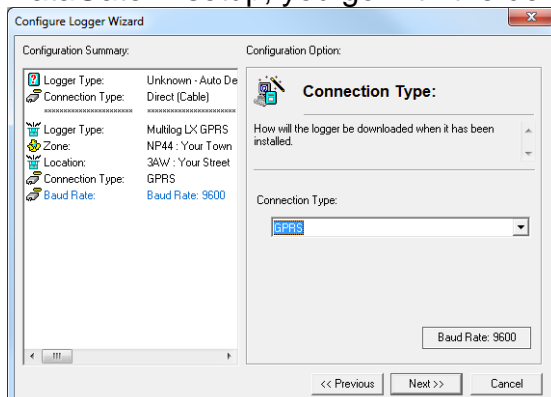 Configure Logger Wizard
Configuration Summary:
Logger Type: Unknown - Auto De
Connection Type: Direct (Cable)
Logger Type: Multilog LX GPRS
Zone: NP44 : Your Town
Location: 3AW : Your Street
Connection Type: GPRS
Baud Rate: Baud Rate: 9600
Configuration Option:
Connection Type:
How will the logger be downloaded when it has been
installed.
Connection Type:
GPRS
Baud Rate: 9600
<< Previous
Next >>
Cancel